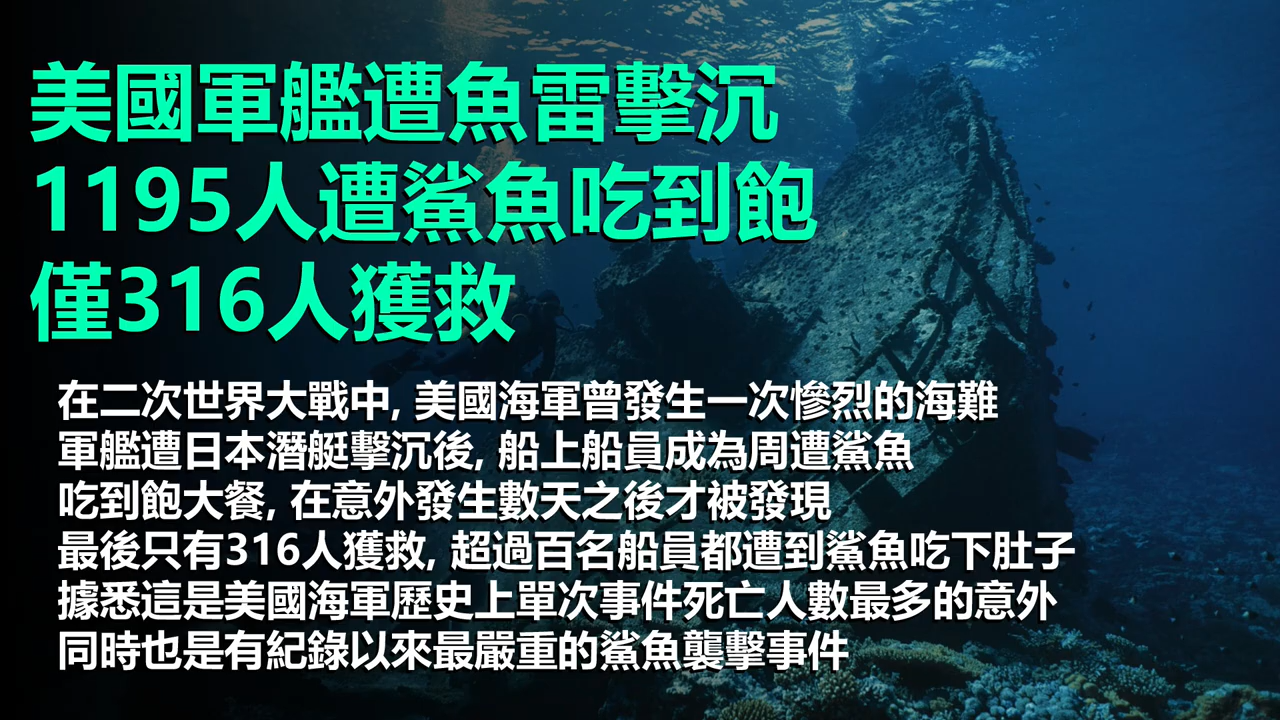 美國軍艦遭魚雷擊沉
1195人遭鯊魚吃到飽
僅316人獲救
在二次世界大戰中, 美國海軍曾發生一次慘烈的海難
軍艦遭日本潛艇擊沉後, 船上船員成為周遭鯊魚
吃到飽大餐, 在意外發生數天之後才被發現
最後只有316人獲救, 超過百名船員都遭到鯊魚吃下肚子
據悉這是美國海軍歷史上單次事件死亡人數最多的意外
同時也是有紀錄以來最嚴重的鯊魚襲擊事件